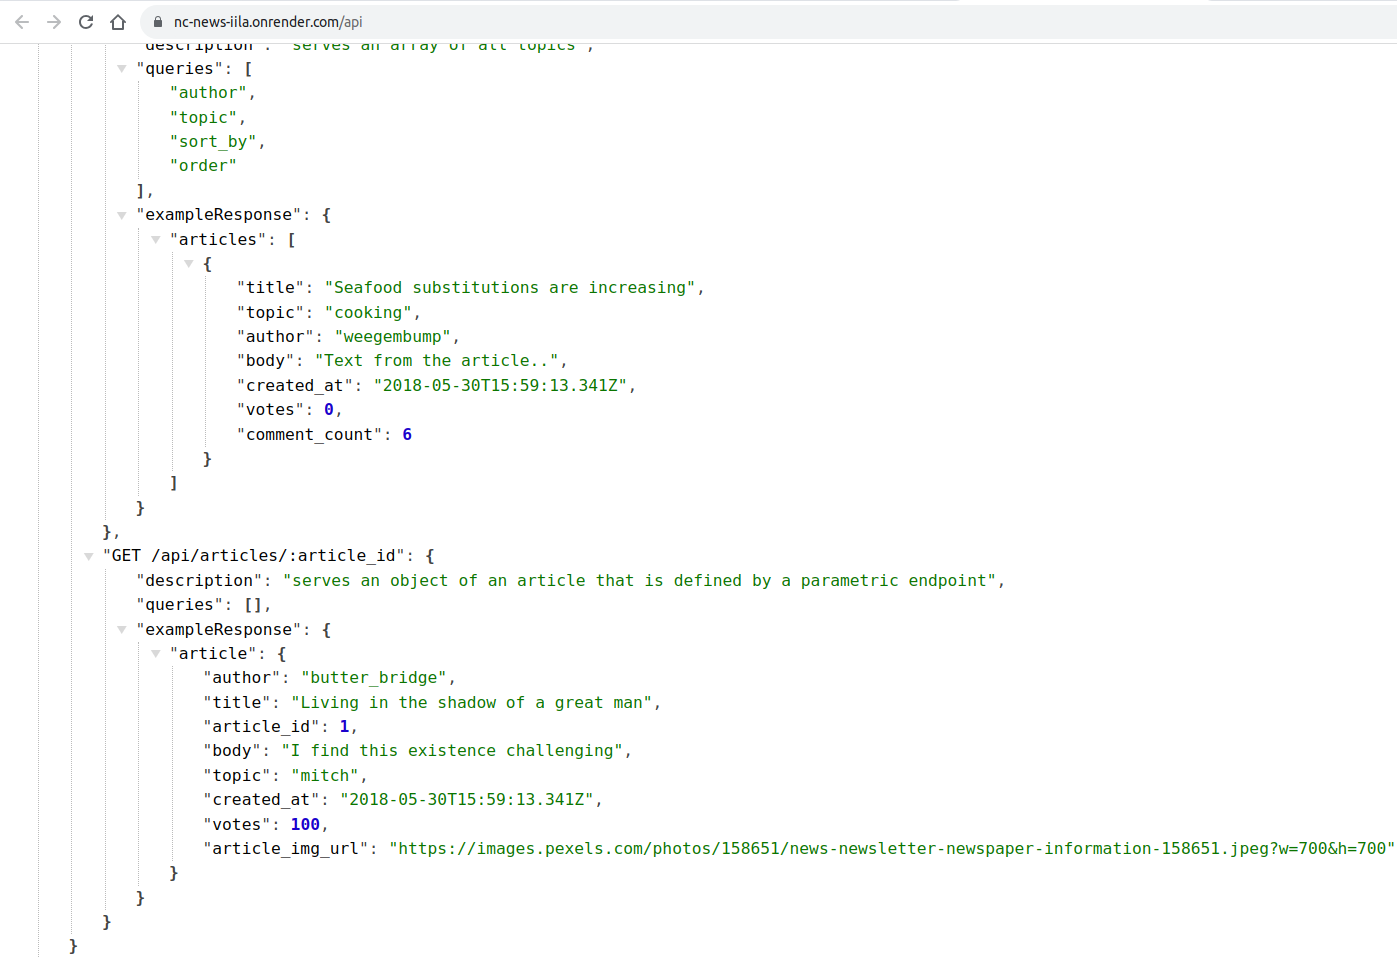 nc-news-iila.onrender.com/api
"description": "serves an array of all topics",
"queries": [
"author",
"topic",
"sort_by",
"order"
],
"exampleResponse": {
"articles": [
{
"title": "Seafood substitutions are increasing",
"topic": "cooking",
"author": "weegembump",
"body": "Text from the article..",
"created_at": "2018-05-30T15:59:13.341Z",
"votes": 0,
"comment_count": 6
}
]
}
},
"GET /api/articles/:article_id": {
"description": "serves an object of an article that is defined by a parametric endpoint",
"queries": [],
"exampleResponse": {
"article": {
"author": "butter_bridge",
"title": "Living in the shadow of a great man",
"article_id": 1,
"body": "I find this existence challenging",
"topic": "mitch",
"created_at": "2018-05-30T15:59:13.341Z",
"votes": 100,
"article_img_url": "https://images.pexels.com/photos/158651/news-newsletter-newspaper-information-158651.jpeg?w=700&h=700"
}
}
}
}